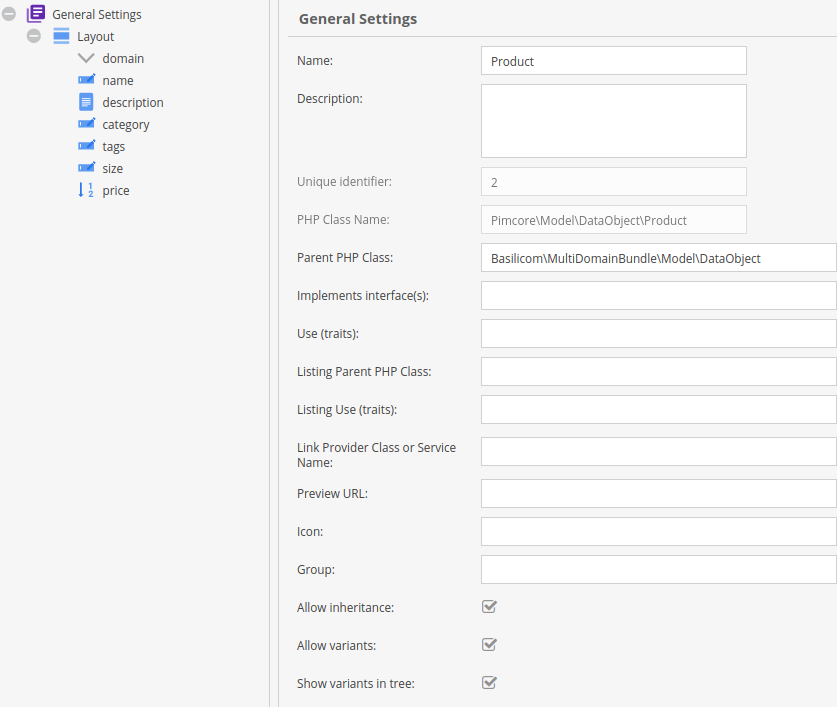 General Settings
Layout
domain
name
description
category
tags
size
price
General Settings
Name:
Product
Description:
Unique identifier:
2
PHP Class Name:
Pimcore\Model\DataObject\Product
Parent PHP Class:
Basilicom\MultiDomainBundle\Model\DataObject
Implements interface(s):
Use (traits):
Listing Parent PHP Class:
Listing Use (traits):
Link Provider Class or Service
Name:
Preview URL:
Icon:
Group:
Allow inheritance:
Allow variants:
Show variants in tree: